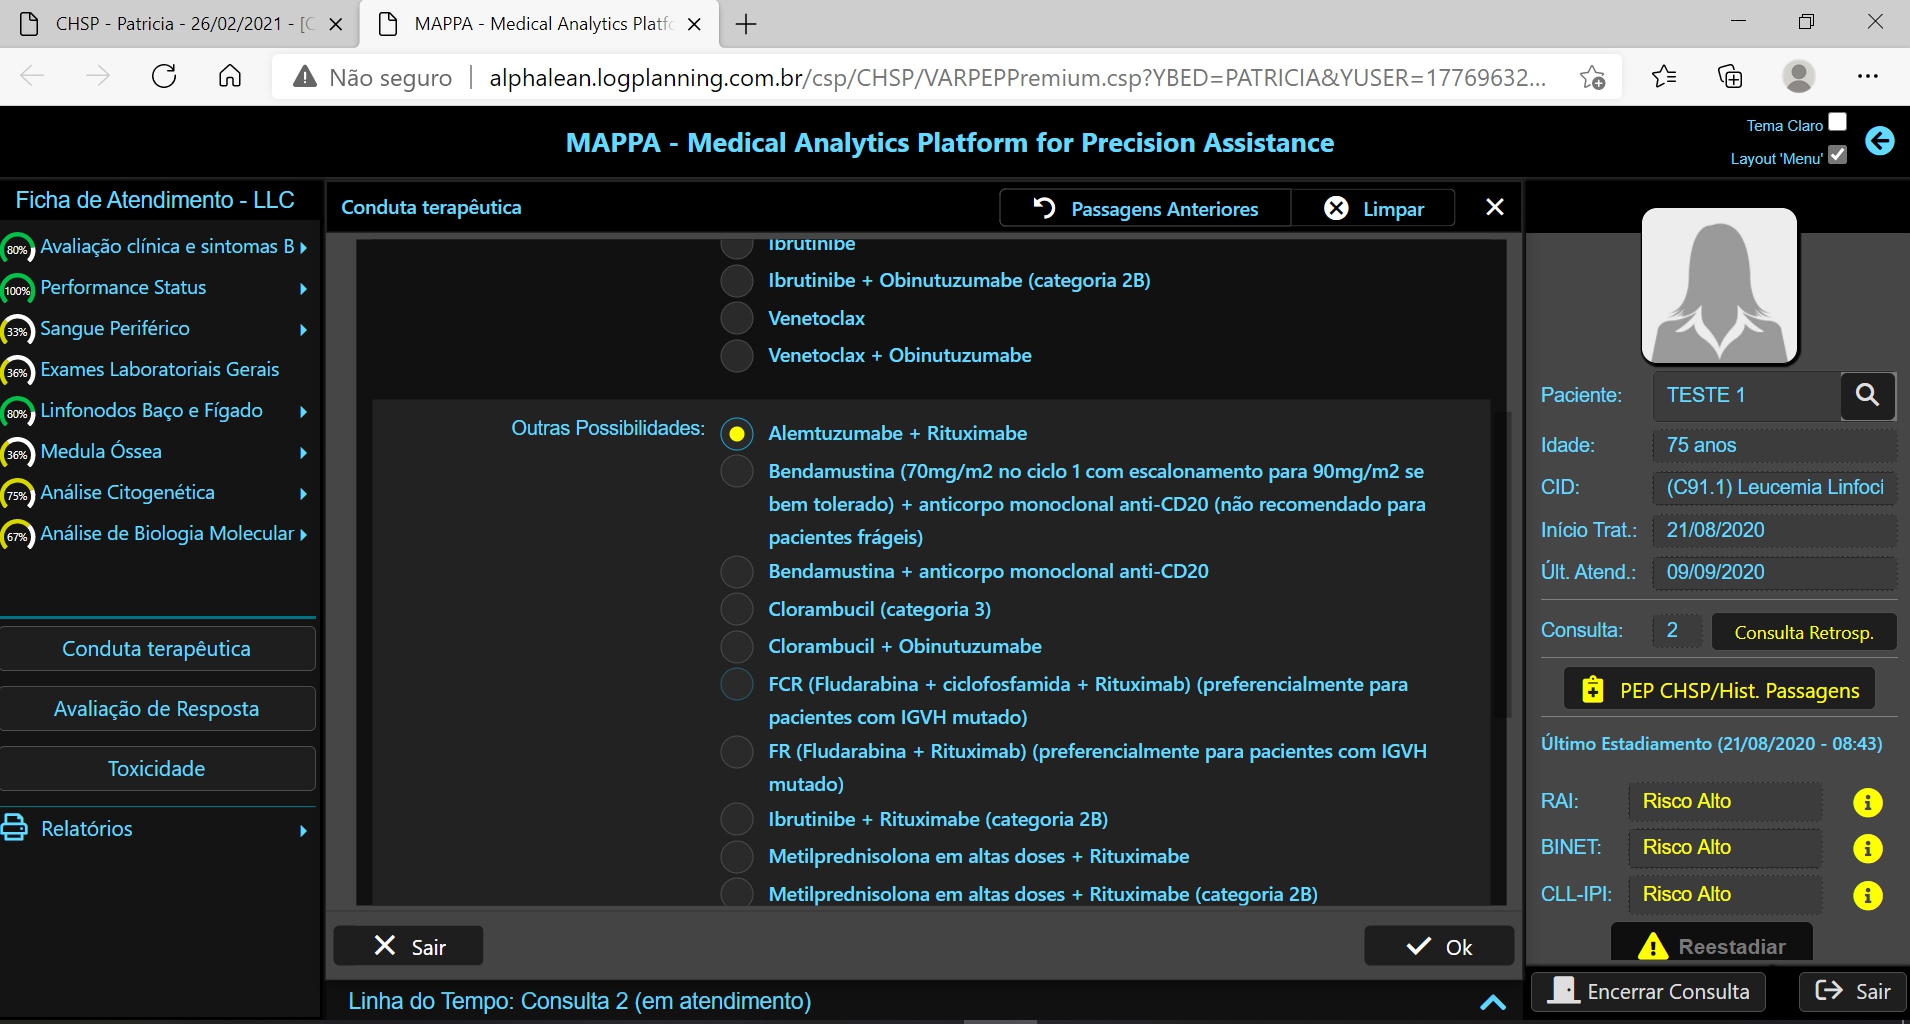 CHSP - Patricia - 26/02/2021 - [C
MAPPA - Medical Analytics Platfo
Não seguro
alphalean.logplanning.com.br/csp/CHSP/VARPEPPremium.csp?YBED=PATRICIA&YUSER=17769632...
MAPPA - Medical Analytics Platform for Precision Assistance
Tema Claro
Layout 'Menu'
Ficha de Atendimento - LLC
80% Avaliação clínica e sintomas B
100% Performance Status
33% Sangue Periférico
36% Exames Laboratoriais Gerais
80% Linfonodos Baço e Fígado
36% Medula Óssea
75% Análise Citogenética
67% Análise de Biologia Molecular
Conduta terapêutica
Avaliação de Resposta
Toxicidade
Relatórios
Conduta terapêutica
Passagens Anteriores
Limpar
Ibrutinibe
Ibrutinibe + Obinutuzumabe (categoria 2B)
Venetoclax
Venetoclax + Obinutuzumabe
Outras Possibilidades:
Alemtuzumabe + Rituximabe
Bendamustina (70mg/m2 no ciclo 1 com escalonamento para 90mg/m2 se
bem tolerado) + anticorpo monoclonal anti-CD20 (não recomendado para
pacientes frágeis)
Bendamustina + anticorpo monoclonal anti-CD20
Clorambucil (categoria 3)
Clorambucil + Obinutuzumabe
FCR (Fludarabina + ciclofosfamida + Rituximab) (preferencialmente para
pacientes com IGVH mutado)
FR (Fludarabina + Rituximab) (preferencialmente para pacientes com IGVH
mutado)
Ibrutinibe + Rituximabe (categoria 2B)
Metilprednisolona em altas doses + Rituximabe
Metilprednisolona em altas doses + Rituximabe (categoria 2B)
Sair
Ok
Linha do Tempo: Consulta 2 (em atendimento)
Paciente: TESTE 1
Idade: 75 anos
CID: (C91.1) Leucemia Linfoci
Início Trat.: 21/08/2020
Últ. Atend.: 09/09/2020
Consulta: 2 Consulta Retrosp.
PEP CHSP/Hist. Passagens
Último Estadiamento (21/08/2020 - 08:43)
RAI: Risco Alto
BINET: Risco Alto
CLL-IPI: Risco Alto
Reestadiar
Encerrar Consulta
Sair